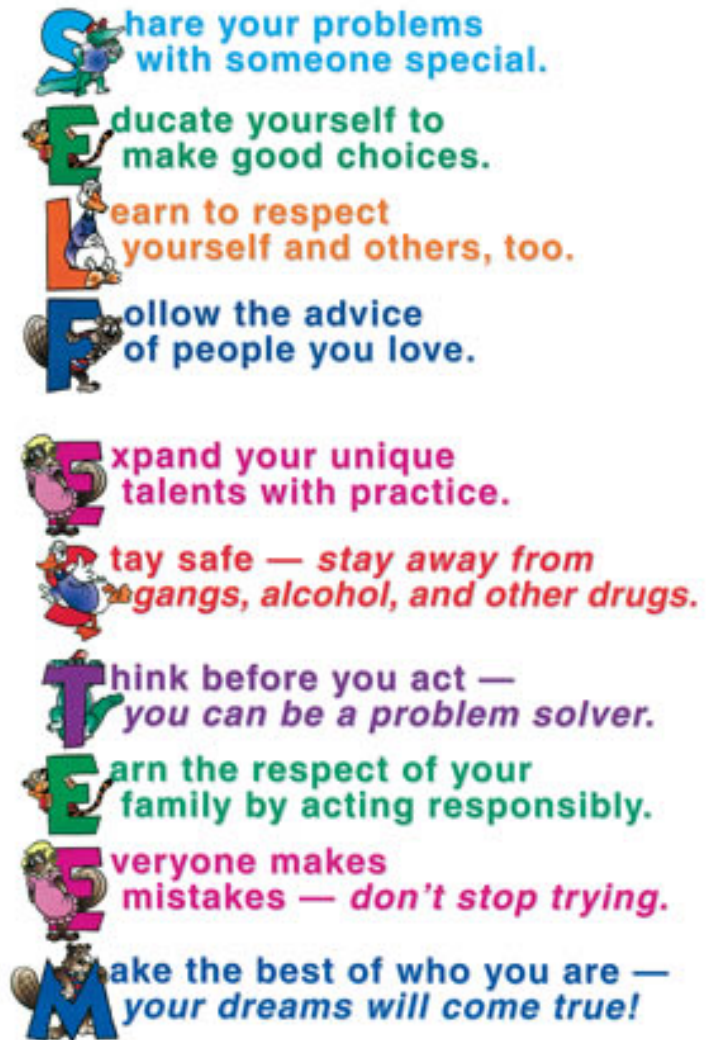 Share your problems
with someone special.
Educate yourself to
make good choices.
Learn to respect
yourself and others, too.
Follow the advice
of people you love.
Expand your unique
talents with practice.
Stay safe — stay away from
gangs, alcohol, and other drugs.
Think before you act —
you can be a problem solver.
Earn the respect of your
family by acting responsibly.
Everyone makes
mistakes — don't stop trying.
Make the best of who you are —
your dreams will come true!